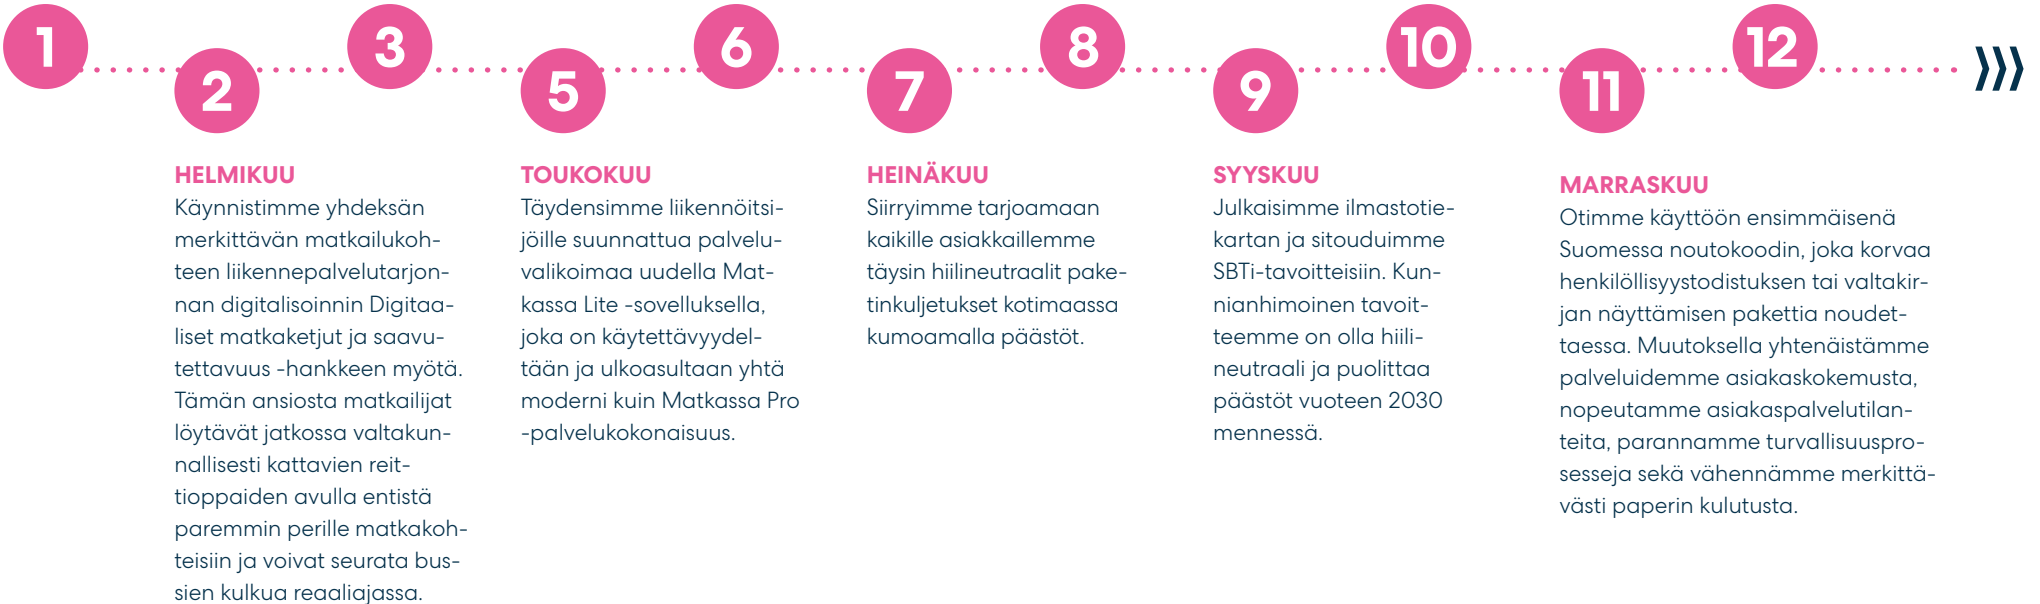 1
2
3
5
6
7
8
9
10
11
12
HELMIKUU
Käynnistimme yhdeksän
merkittävän matkailukoh-
teen liikennepalvelutarjon-
nan digitalisoinnin Digitaa-
liset matkaketjut ja saavu-
tettavuus -hankkeen myötä.
Tämän ansiosta matkailijat
löytävät jatkossa valtakun-
nallisesti kattavien reit-
tioppaiden avulla entistä
paremmin perille matkakoh-
teisiin ja voivat seurata bus-
sien kulkua reaaliajassa.
TOUKOKUU
Täydensimme liikennöitsi-
jöille suunnattua palvelu-
valikoimaa uudella Mat-
kassa Lite -sovelluksella,
joka on käytettävyydel-
tään ja ulkoasultaan yhtä
moderni kuin Matkassa Pro
-palvelukokonaisuus.
HEINÄKUU
Siirryimme tarjoamaan
kaikille asiakkaillemme
täysin hiilineutraalit pake-
tinkuljetukset kotimaassa
kumoamalla päästöt.
SYYSKUU
Julkaisimme ilmastotie-
kartan ja sitouduimme
SBTi-tavoitteisiin. Kun-
nianhimoinen tavoit-
teemme on olla hiili-
neutraali ja puolittaa
päästöt vuoteen 2030
mennessä.
MARRASKUU
Otimme käyttöön ensimmäisenä
Suomessa noutokoodin, joka korvaa
henkilöllisyystodistuksen tai valtakir-
jan näyttämisen pakettia noudet-
taessa. Muutoksella yhtenäistämme
palveluidemme asiakaskokemusta,
nopeutamme asiakaspalvelutilan-
teita, parannamme turvallisuuspro-
sesseja sekä vähennämme merkittä-
västi paperin kulutusta.